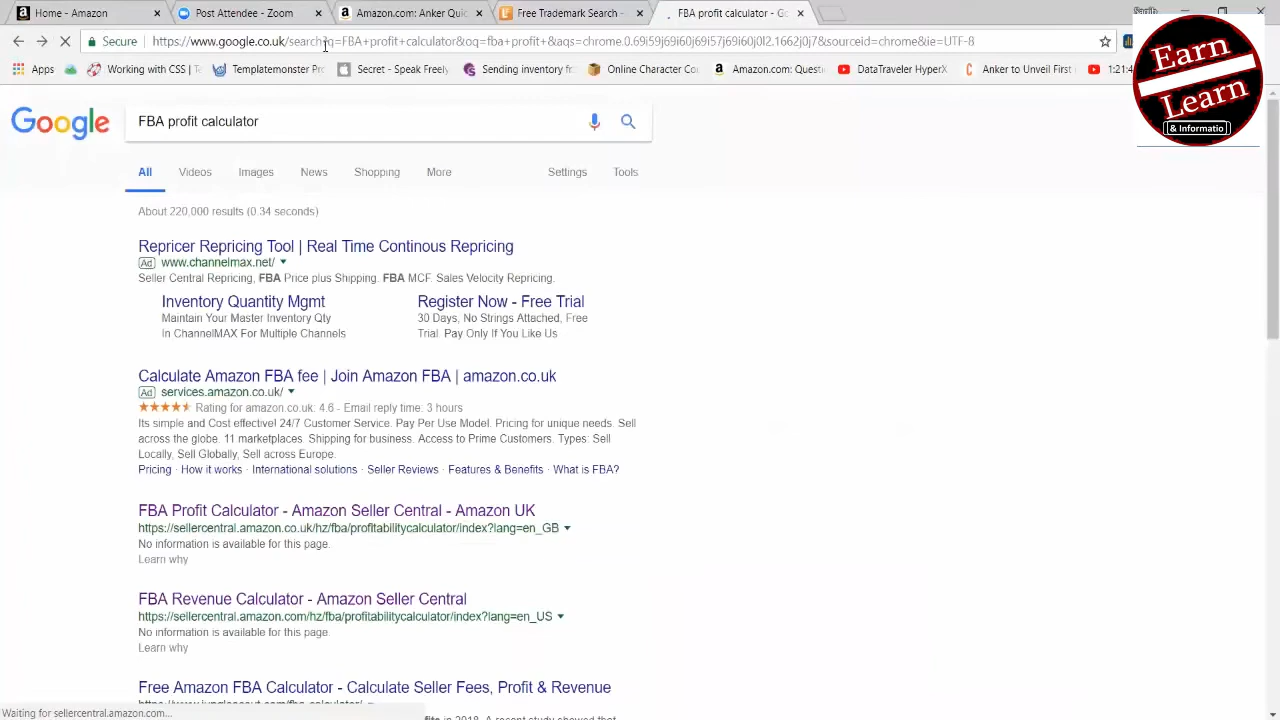 Amazon.com: Home
Post Attendee - Zoom
Amazon.com: Anker Quic
Free Trademark Search -
FBA profit calculator - Go
Secure
https://www.google.co.uk/search?q=FBA+profit+calculator&oq=fba+profit+&aqs=chrome.0.69i59j69i60j69i57j69i60j0l2.1662j0j7&sourceid=chrome&ie=UTF-8
Apps
Working with CSS | T
Templatemonster Pr
Secret - Speak freely
Selling inventory fro
Online Character Cou
Amazon.com: Questi
DataTraveler HyperX
Anker to Unveil First
1:21:4
Earn
Learn
& Informatio
Google
FBA profit calculator
All
Videos
Images
News
Shopping
More
Settings
Tools
About 220,000 results (0.34 seconds)
Repricer Repricing Tool | Real Time Continous Repricing
Ad www.channelmax.net/
Seller Central Repricing, FBA Price plus Shipping. FBA MCF. Sales Velocity Repricing.
Inventory Quantity Mgmt
Maintain Your Master Inventory Qty
In ChannelMAX For Multiple Channels
Register Now - Free Trial
30 Days, No Strings Attached, Free
Trial. Pay Only If You Like Us
Calculate Amazon FBA fee | Join Amazon FBA | amazon.co.uk
Ad services.amazon.co.uk/
Rating for amazon.co.uk: 4.6 - Email reply time: 3 hours
Its simple and Cost effective! 24/7 Customer Service. Pay Per Use Model. Pricing for unique needs. Sell
across the globe. 11 marketplaces. Shipping for business. Access to Prime Customers. Types: Sell
Locally, Sell Globally, Sell across Europe.
Pricing · How it works · International solutions · Seller Reviews · Features & Benefits · What is FBA?
FBA Profit Calculator - Amazon Seller Central - Amazon UK
https://sellercentral.amazon.co.uk/hz/fba/profitabilitycalculator/index?lang=en_GB
No information is available for this page.
Learn why
FBA Revenue Calculator - Amazon Seller Central
https://sellercentral.amazon.com/hz/fba/profitabilitycalculator/index?lang=en_US
No information is available for this page.
Learn why
Free Amazon FBA Calculator - Calculate Seller Fees, Profit & Revenue
Waiting for sellercentral.amazon.com...